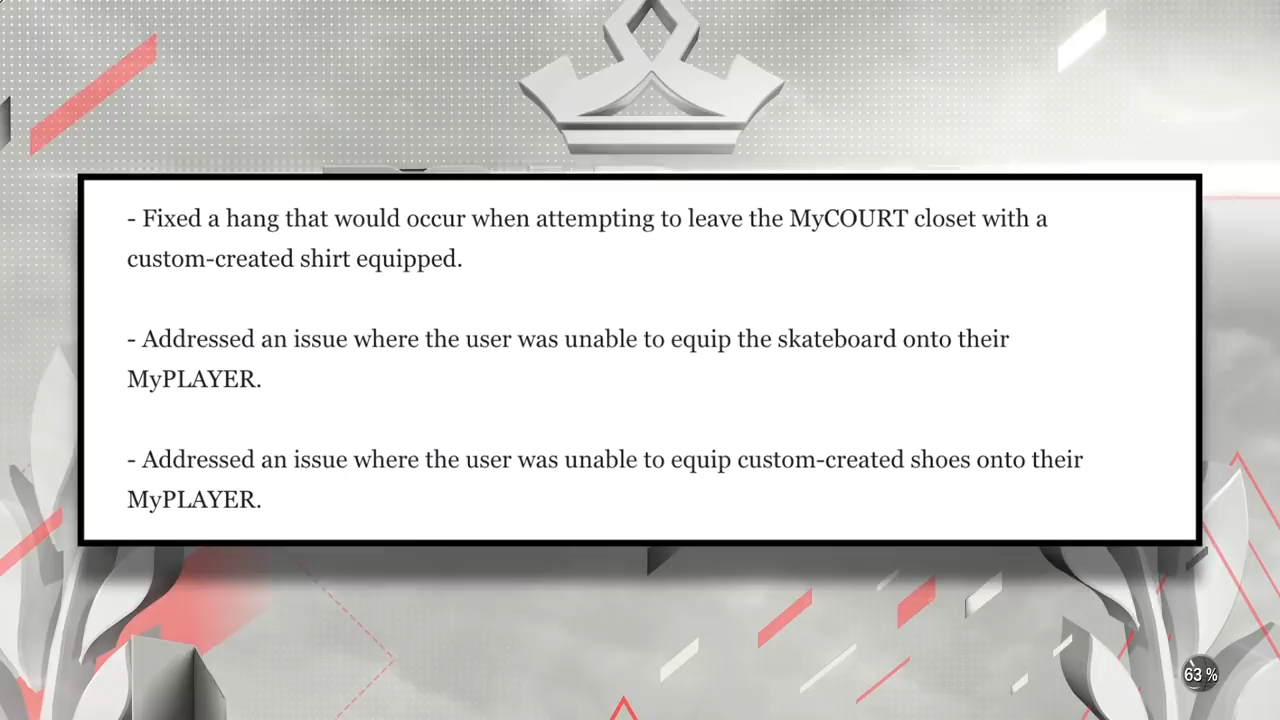 - Fixed a hang that would occur when attempting to leave the MyCOURT closet with a
custom-created shirt equipped.
- Addressed an issue where the user was unable to equip the skateboard onto their
MyPLAYER.
- Addressed an issue where the user was unable to equip custom-created shoes onto their
MyPLAYER.
63 %